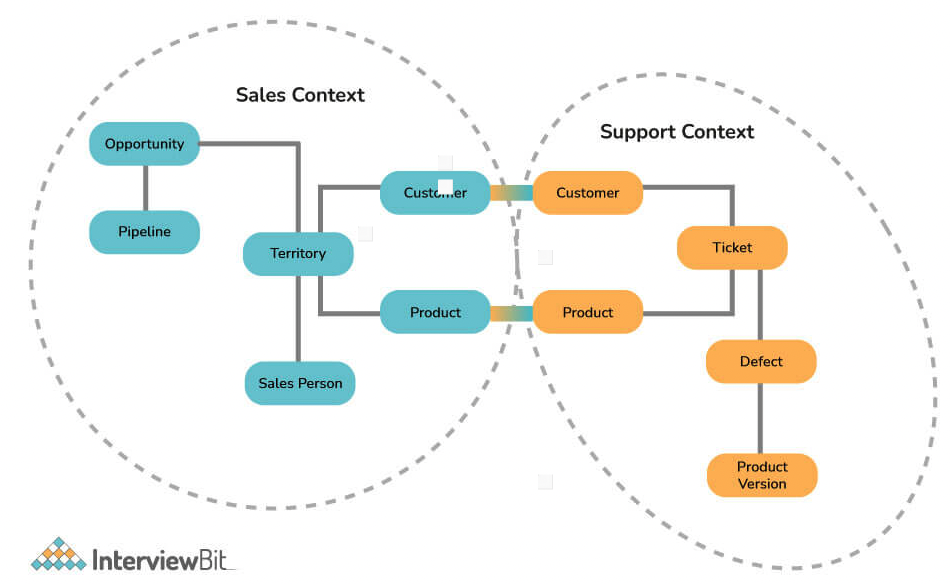 Sales Context
Support Context
Opportunity
Pipeline
Territory
Sales Person
Customer
Product
Customer
Product
Ticket
Defect
Product
Version
InterviewBit